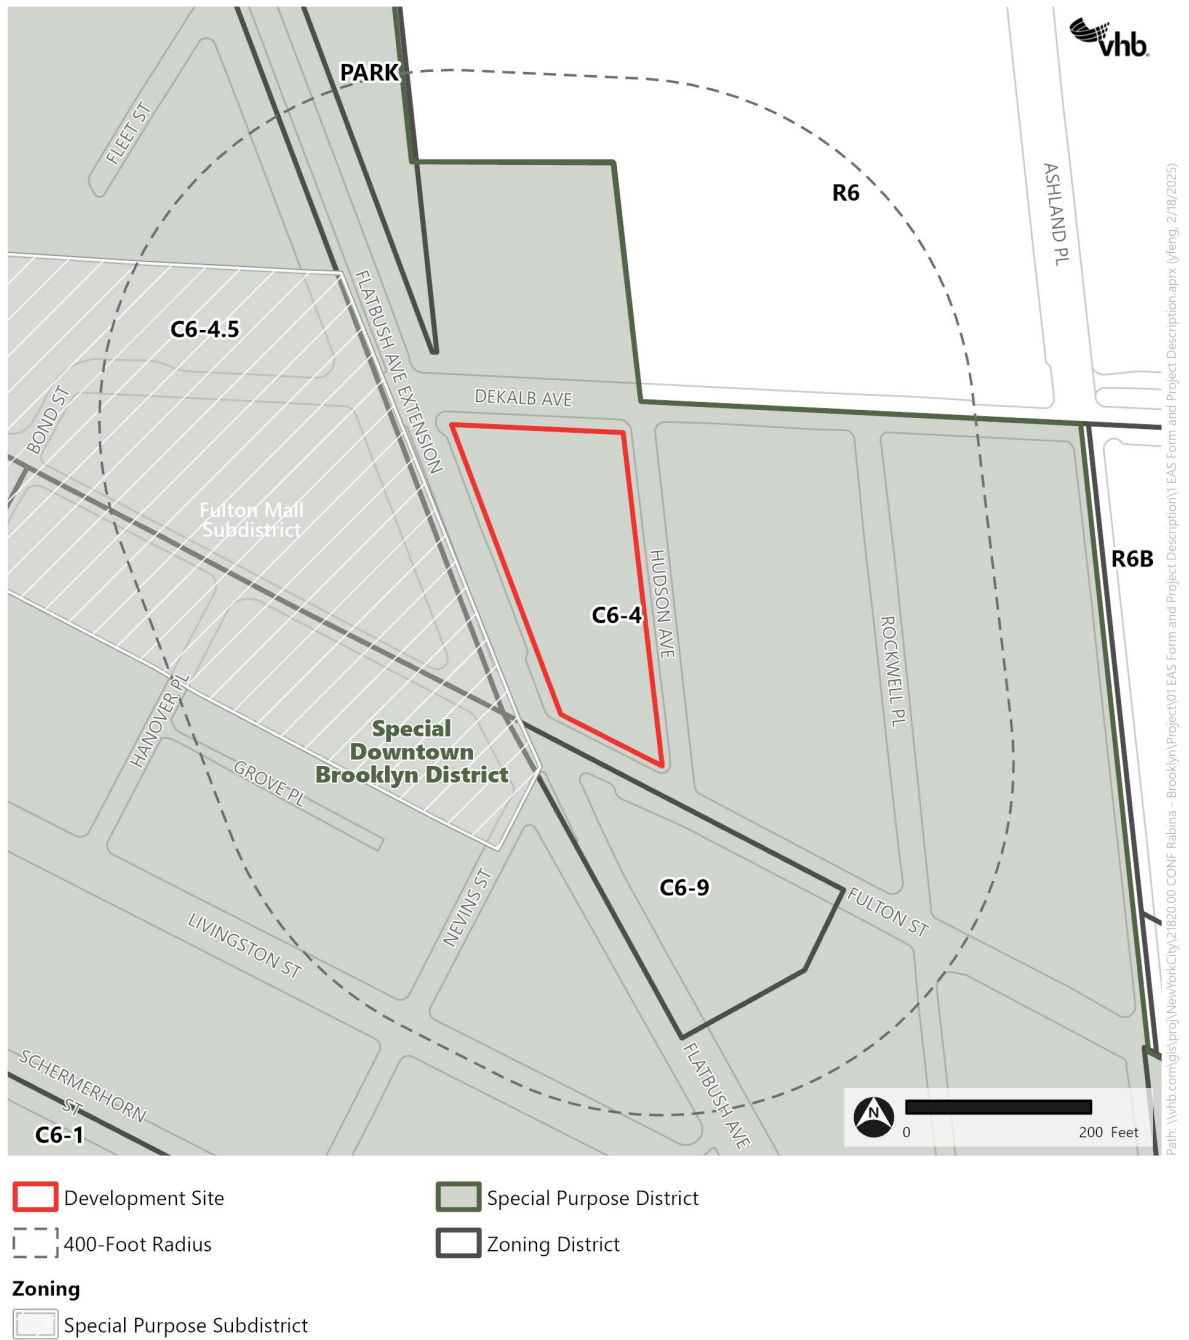 vhb.
PARK
FLEET ST
R6
ASHLAND PL
C6-4.5
FLATBUSH AVE EXTENSION
DEKALB AVE
BOND ST
Fulton Mall
Subdistrict
R6B
HUDSON AVE
C6-4
ROCKWELL PL
HANOVER PL
Special
Downtown
Brooklyn District
GROVE PL
C6-9
NEVINS ST
FULTON ST
LIVINGSTON ST
SCHERMERHORN
ST
C6-1
FLATBUSH AVE
N
0 200 Feet
Path: \\vhb.com\gis\proj\NewYorkCity\21820.00 CONF Rabina - Brooklyn\Project\01 EAS Form and Project Description\1 EAS Form and Project Description.aprx (yfeng, 2/18/2025)
Development Site
Special Purpose District
400-Foot Radius
Zoning District
Zoning
Special Purpose Subdistrict